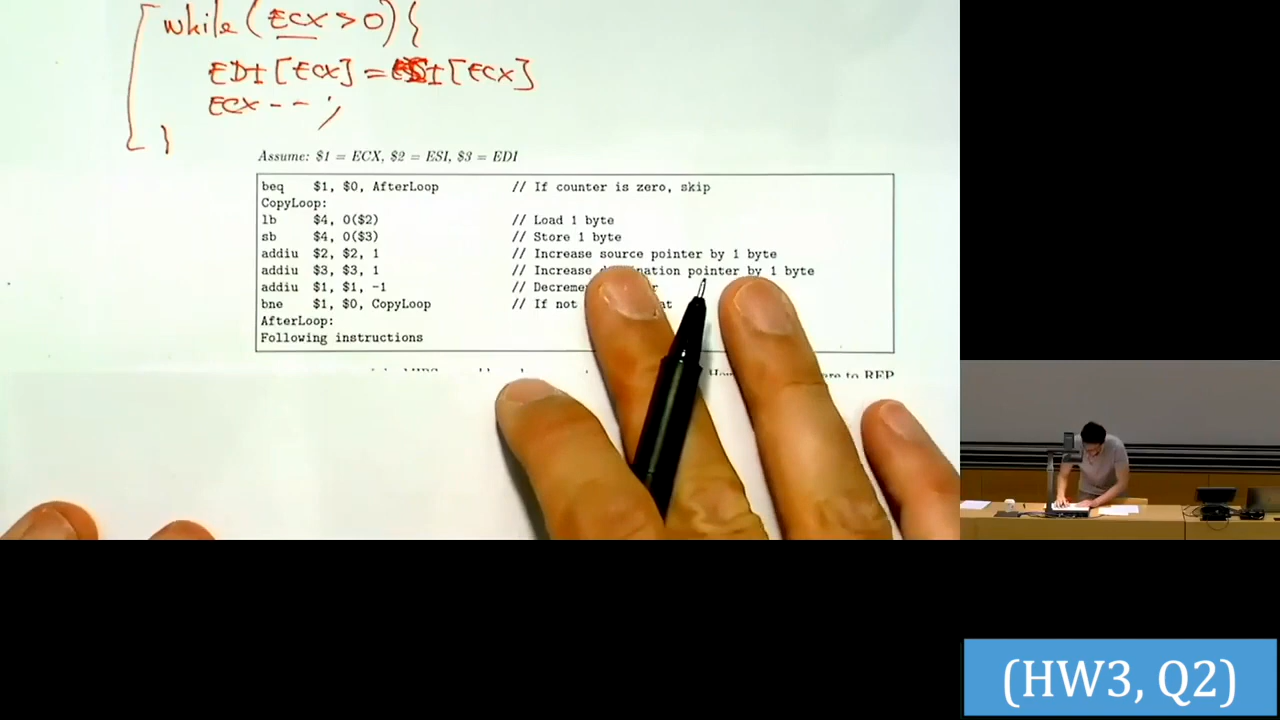 while (ECX > 0) {
EDI [ECX] = ESI [ECX]
ECX -- ;
}
Assume: $1 = ECX, $2 = ESI, $3 = EDI
beq $1, $0, AfterLoop // If counter is zero, skip
CopyLoop:
lb $4, 0($2) // Load 1 byte
sb $4, 0($3) // Store 1 byte
addiu $2, $2, 1 // Increase source pointer by 1 byte
addiu $3, $3, 1 // Increase pointer by 1 byte
addiu $1, $1, -1 //
bne $1, $0, CopyLoop // If not
AfterLoop:
Following instructions
to REP
(HW3, Q2)